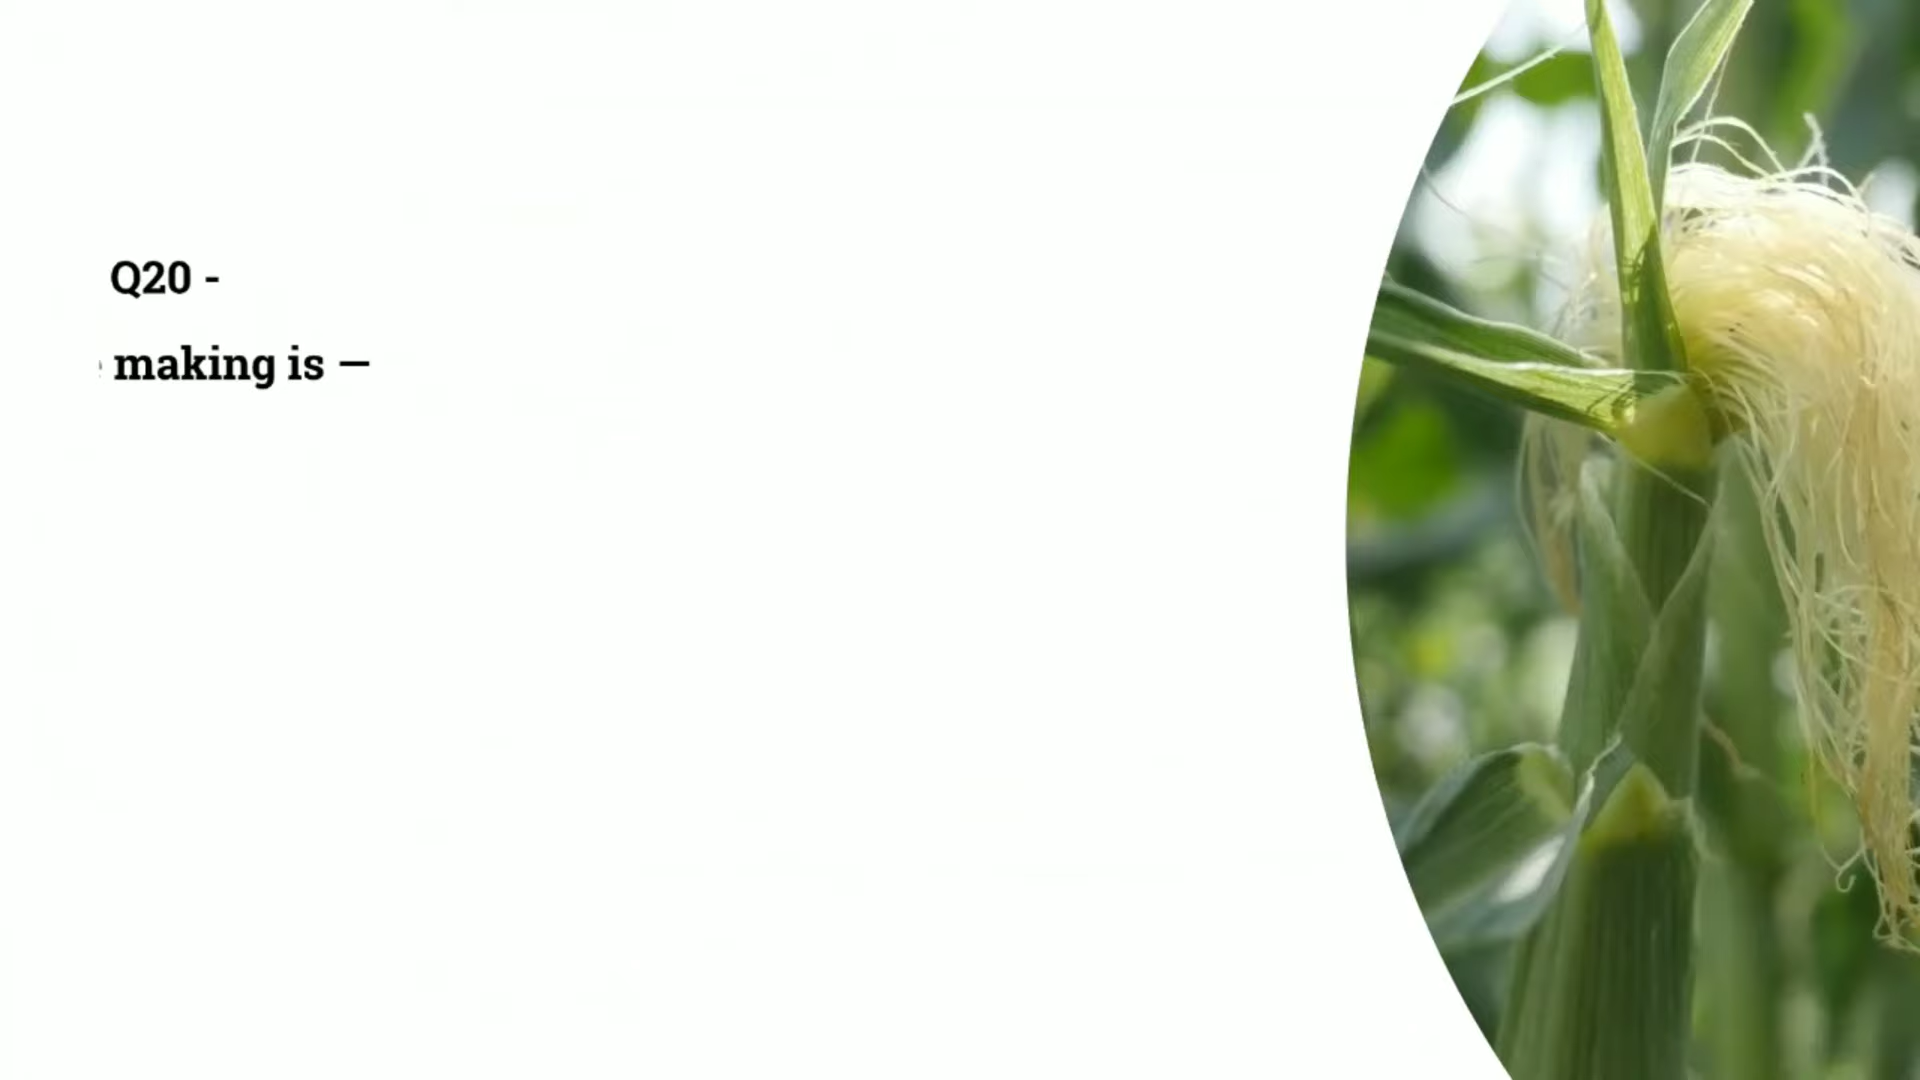 Q20 -
making is —